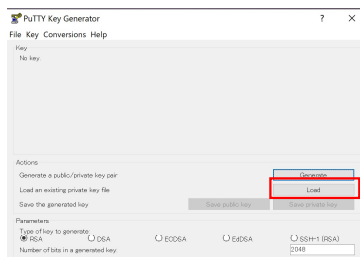 PuTTY Key Generator ? ×
File Key Conversions Help
Key
No key.
Actions
Generate a public/private key pair Generate
Load an existing private key file Load
Save the generated key Save public key Save private key
Parameters
Type of key to generate:
RSA DSA ECDSA EdDSA SSH-1 (RSA)
Number of bits in a generated key: 2048